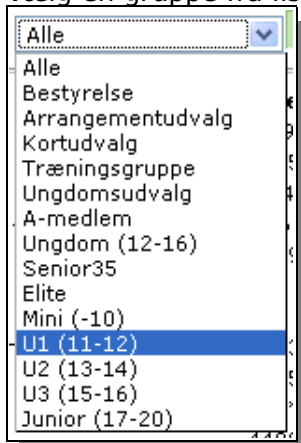 Alle
Alle
Bestyrelse
Arrangementudvalg
Kortudvalg
Træningsgruppe
Ungdomsudvalg
A-medlem
Ungdom (12-16)
Senior35
Elite
Mini (-10)
U1 (11-12)
U2 (13-14)
U3 (15-16)
Junior (17-20)